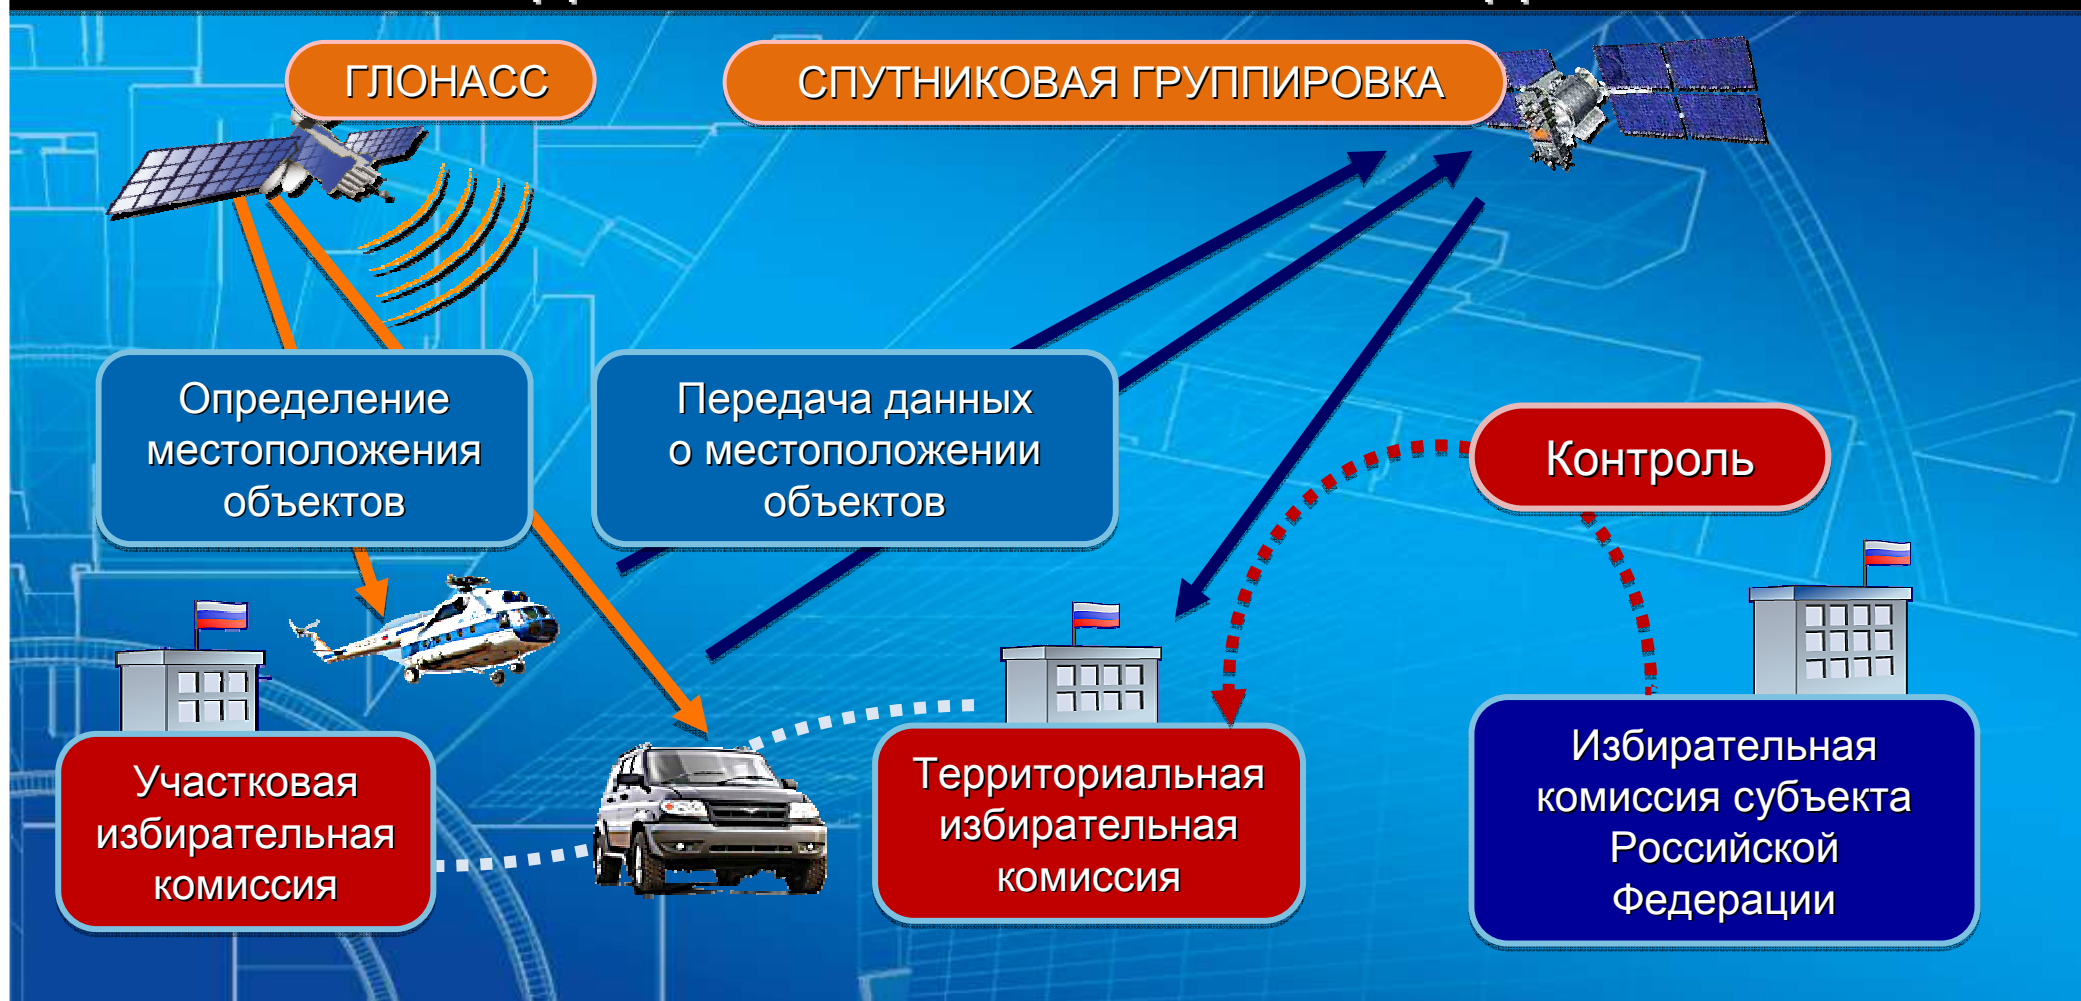 ГЛОНАСС
СПУТНИКОВАЯ ГРУППИРОВКА
Определение
местоположения
объектов
Передача данных
о местоположении
объектов
Контроль
Участковая
избирательная
комиссия
Территориальная
избирательная
комиссия
Избирательная
комиссия субъекта
Российской
Федерации